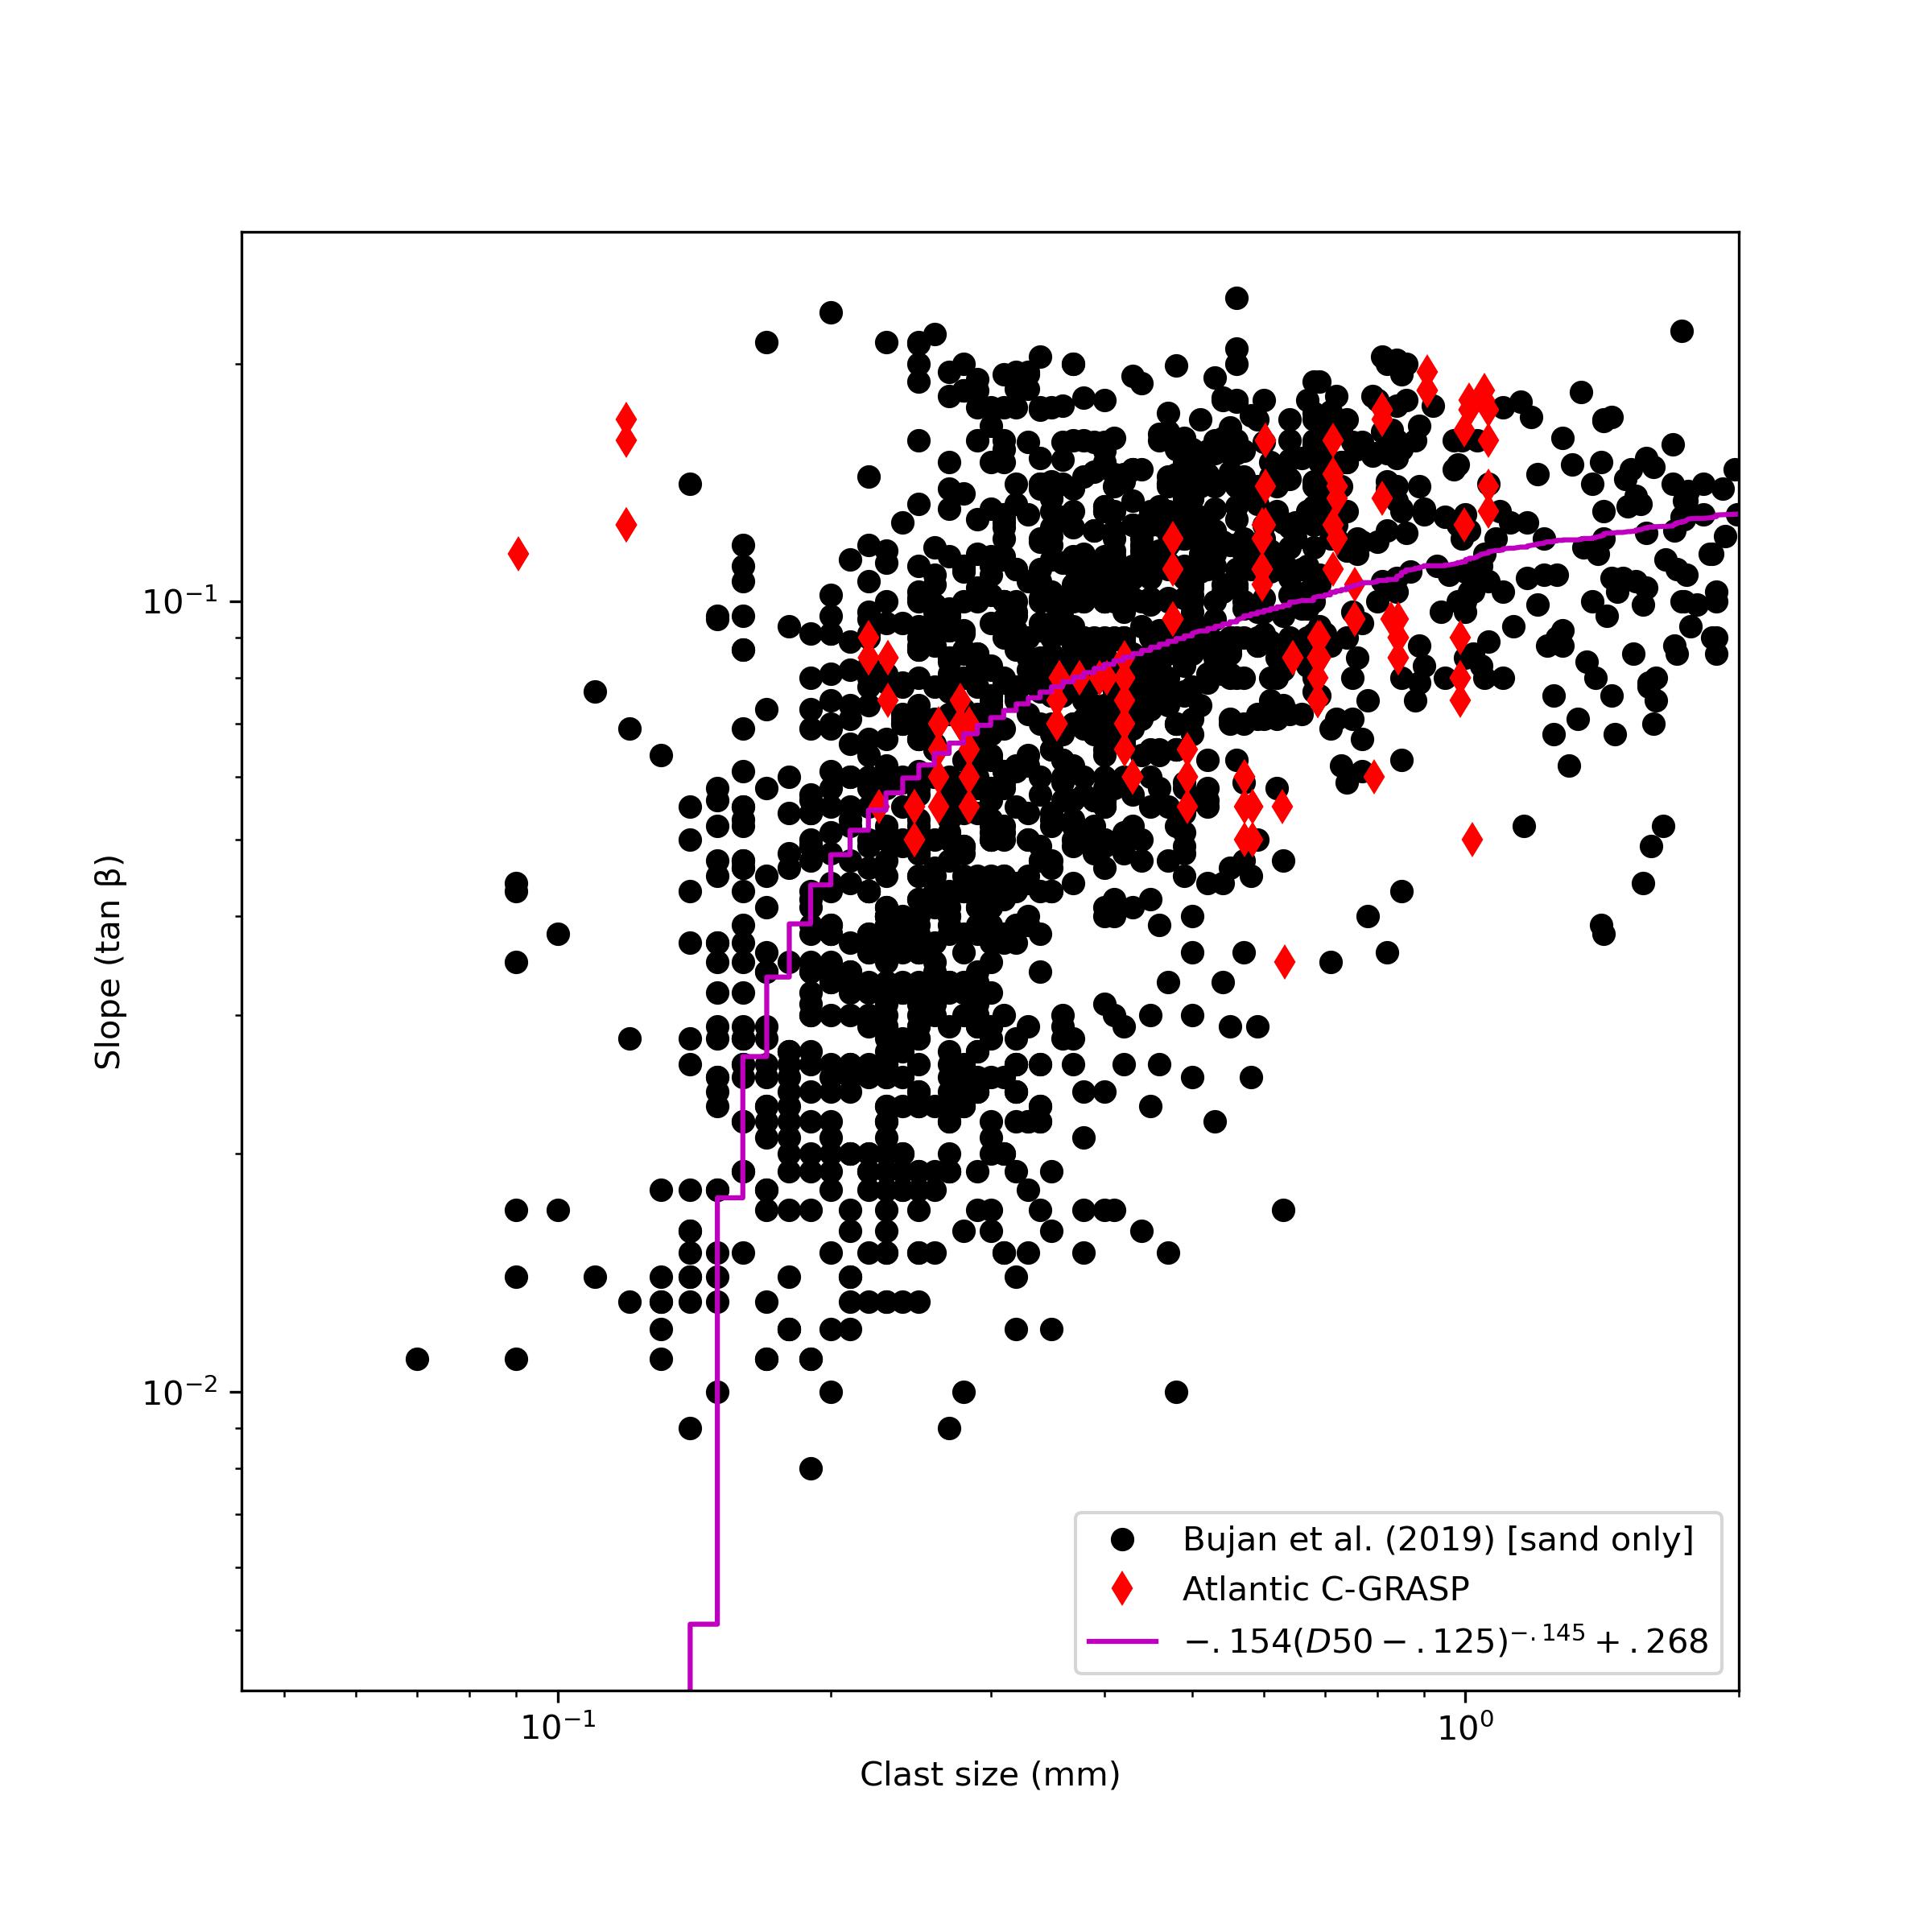 10⁻¹
10⁻²
Slope (tan β)
10⁻¹
10⁰
Clast size (mm)
Bujan et al. (2019) [sand only]
Atlantic C-GRASP
−.154(D50 − .125)^−.145 + .268